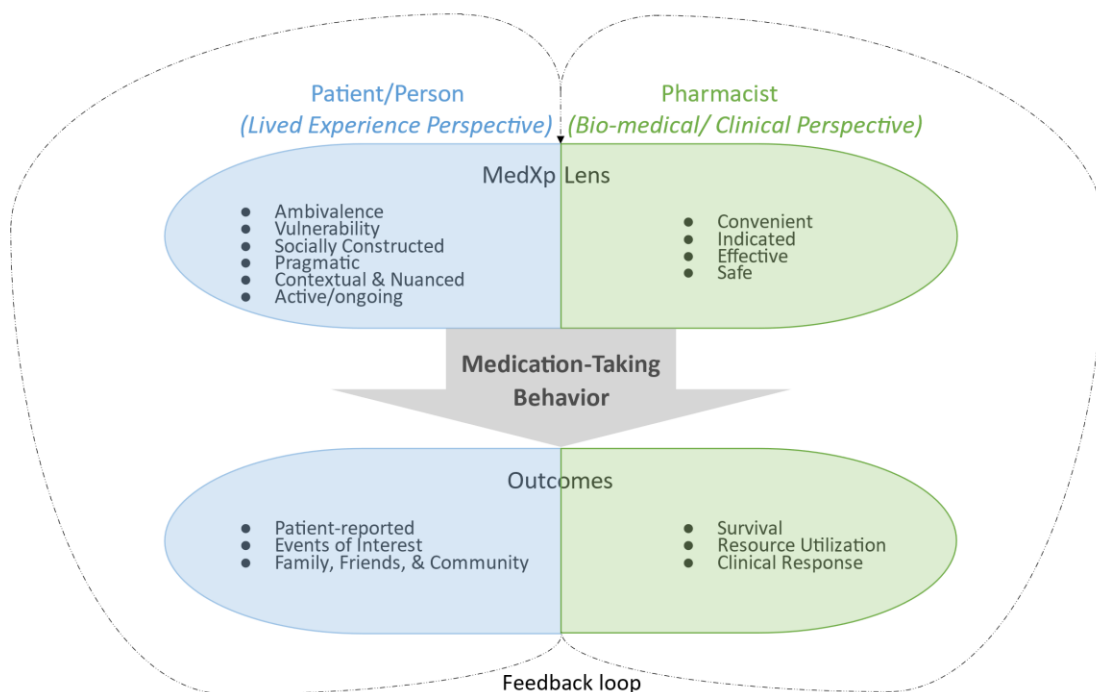 Patient/Person
(Lived Experience Perspective)
Pharmacist
(Bio-medical/ Clinical Perspective)
MedXp Lens
● Ambivalence
● Vulnerability
● Socially Constructed
● Pragmatic
● Contextual & Nuanced
● Active/ongoing
● Convenient
● Indicated
● Effective
● Safe
Medication-Taking
Behavior
Outcomes
● Patient-reported
● Events of Interest
● Family, Friends, & Community
● Survival
● Resource Utilization
● Clinical Response
Feedback loop